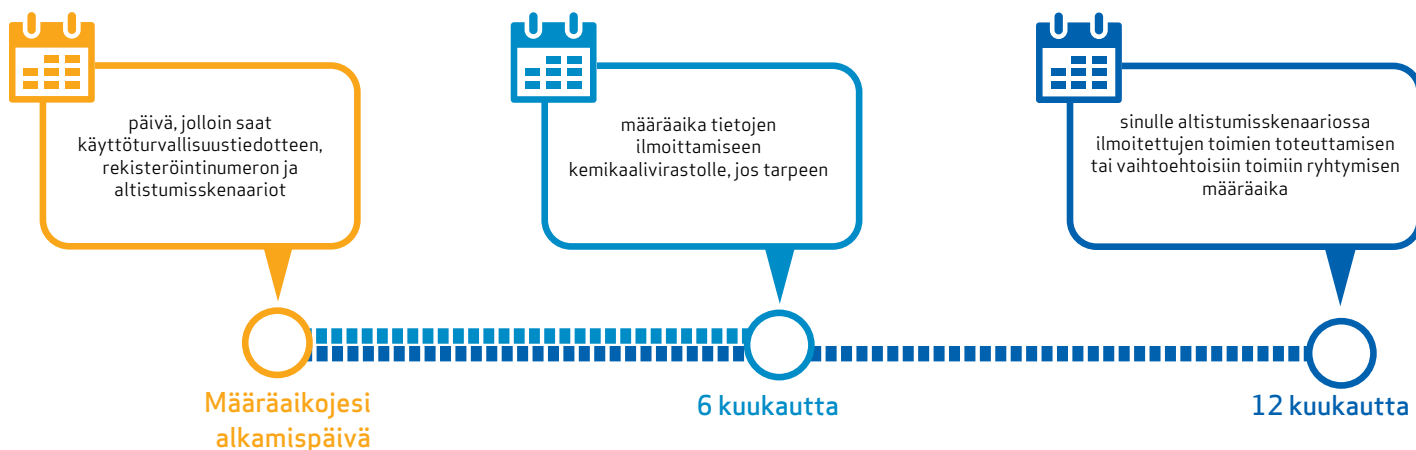 päivä, jolloin saat
käyttöturvallisuustiedotteen,
rekisteröintinumeron ja
altistumisskenaariot
määräaika tietojen
ilmoittamiseen
kemikaalivirastolle, jos tarpeen
sinulle altistumisskenaariossa
ilmoitettujen toimien toteuttamisen
tai vaihtoehtoisiin toimiin ryhtymisen
määräaika
Määräaikojesi
alkamispäivä
6 kuukautta
12 kuukautta